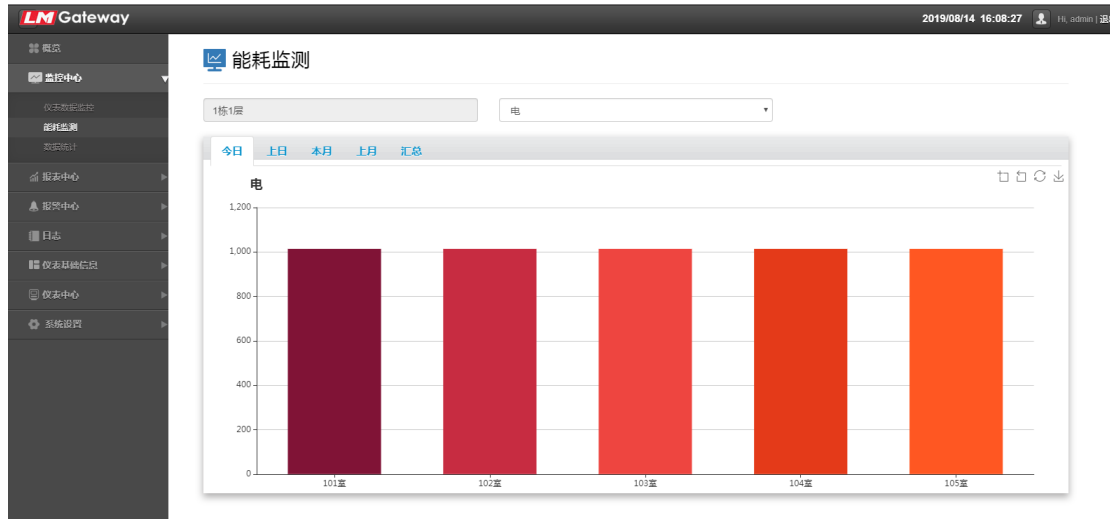 LM Gateway
2019/08/14 16:08:27 Hi, admin |
概览
监控中心
仪表数据监控
能耗监测
数据统计
报表中心
报警中心
日志
仪表基础信息
仪表中心
系统设置
能耗监测
1栋1层
电
今日 上日 本月 上月 汇总
电
1,200
1,000
800
600
400
200
0
101室 102室 103室 104室 105室